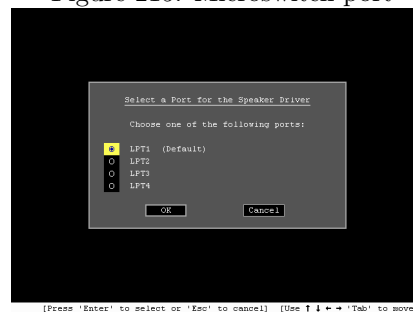 Select a Port for the Speaker Driver
Choose one of the following ports:
LPT1 (Default)
LPT2
LPT3
LPT4
OK Cancel
[Press 'Enter' to select or 'Esc' to cancel] [Use ↑ ↓ ← → 'Tab' to move